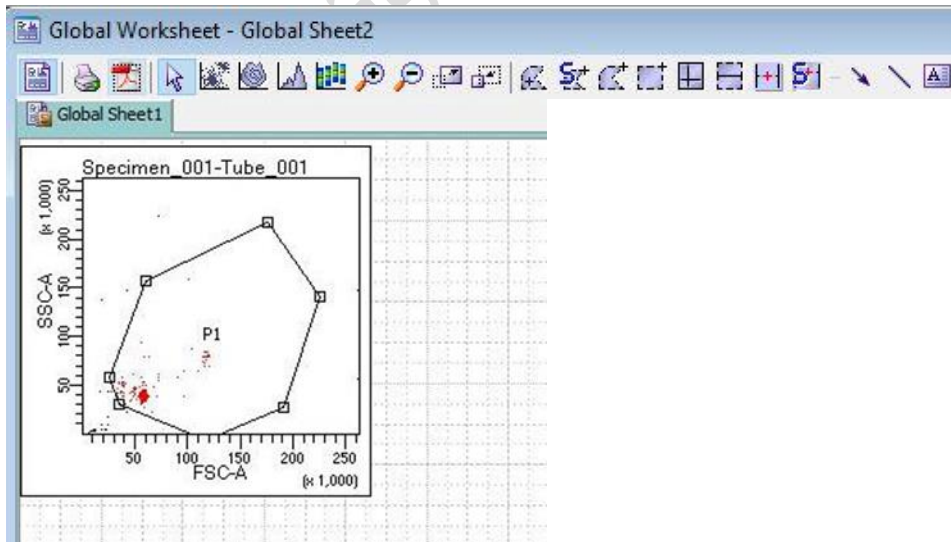 Global Worksheet - Global Sheet2
Global Sheet1
Specimen_001-Tube_001
SSC-A
(x 1,000)
250
200
150
100
50
P1
50 100 150 200 250
FSC-A
(x 1,000)